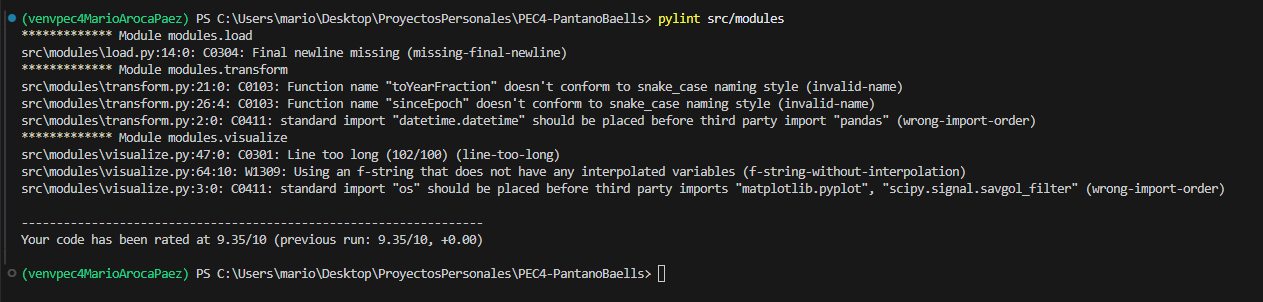 (venvpec4MarioArocaPaez) PS C:\Users\mario\Desktop\ProyectosPersonales\PEC4-PantanoBaells> pylint src/modules
************* Module modules.load
src\modules\load.py:14:0: C0304: Final newline missing (missing-final-newline)
************* Module modules.transform
src\modules\transform.py:21:0: C0103: Function name "toYearFraction" doesn't conform to snake_case naming style (invalid-name)
src\modules\transform.py:26:4: C0103: Function name "sinceEpoch" doesn't conform to snake_case naming style (invalid-name)
src\modules\transform.py:2:0: C0411: standard import "datetime.datetime" should be placed before third party import "pandas" (wrong-import-order)
************* Module modules.visualize
src\modules\visualize.py:47:0: C0301: Line too long (102/100) (line-too-long)
src\modules\visualize.py:64:10: W1309: Using an f-string that does not have any interpolated variables (f-string-without-interpolation)
src\modules\visualize.py:3:0: C0411: standard import "os" should be placed before third party imports "matplotlib.pyplot", "scipy.signal.savgol_filter" (wrong-import-order)
------------------------------------------------------------------
Your code has been rated at 9.35/10 (previous run: 9.35/10, +0.00)
(venvpec4MarioArocaPaez) PS C:\Users\mario\Desktop\ProyectosPersonales\PEC4-PantanoBaells>